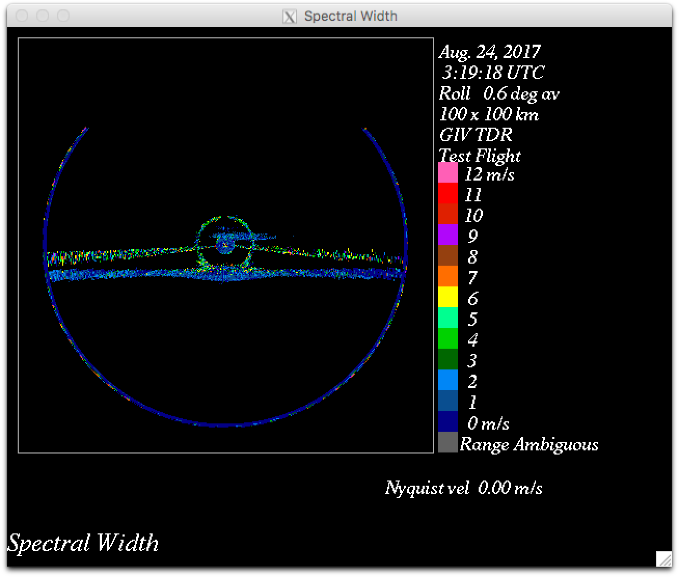 Spectral Width
Aug. 24, 2017
3:19:18 UTC
Roll 0.6 deg av
100 x 100 km
GIV TDR
Test Flight
12 m/s
11
10
9
8
7
6
5
4
3
2
1
0 m/s
Range Ambiguous
Nyquist vel 0.00 m/s
Spectral Width